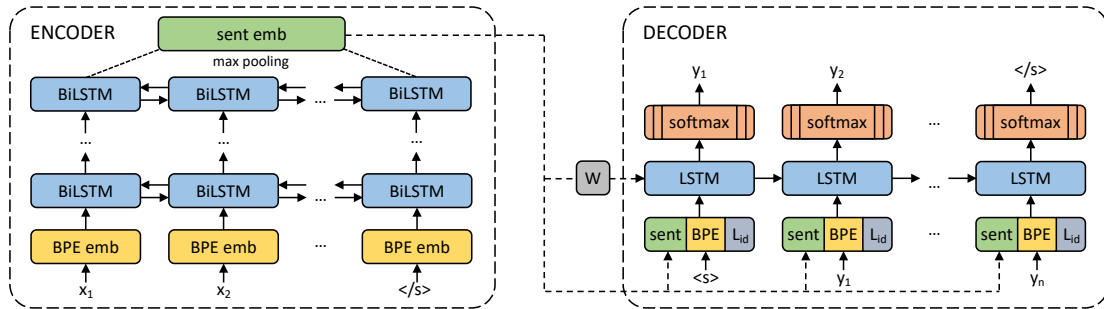 ENCODER
sent emb
max pooling
BiLSTM BiLSTM ... BiLSTM
... ... ...
BiLSTM BiLSTM ... BiLSTM
BPE emb BPE emb ... BPE emb
x1 x2 </s>
W
DECODER
y1 y2 </s>
softmax softmax ... softmax
LSTM LSTM ... LSTM
sent BPE Lid sent BPE Lid ... sent BPE Lid
<s> y1 yn